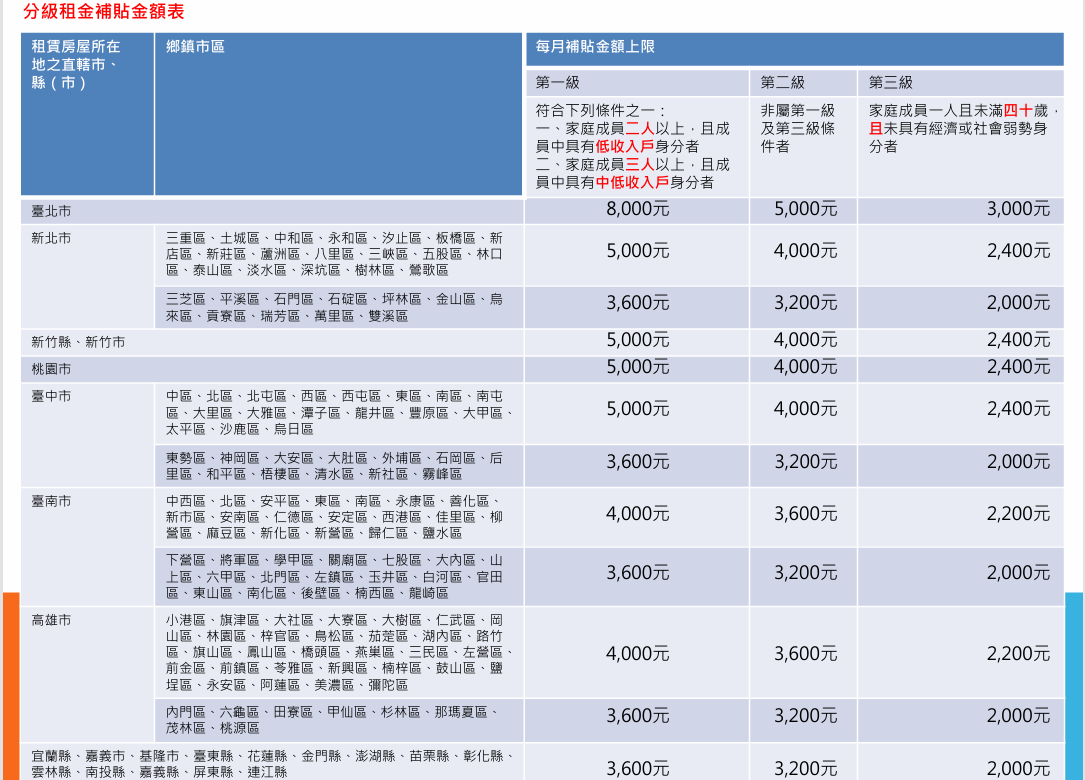 分級租金補貼金額表
租賃房屋所在
地之直轄市、
縣（市）
鄉鎮市區
每月補貼金額上限
第一級
第二級
第三級
符合下列條件之一：
一、家庭成員二人以上，且成
員中具有低收入戶身分者
二、家庭成員三人以上，且成
員中具有中低收入戶身分者
非屬第一級
及第三級條
件者
家庭成員一人且未滿四十歲，
且未具有經濟或社會弱勢身
分者
臺北市
8,000元
5,000元
3,000元
新北市
三重區、土城區、中和區、永和區、汐止區、板橋區、新
店區、新莊區、蘆洲區、八里區、三峽區、五股區、林口
區、泰山區、淡水區、深坑區、樹林區、鶯歌區
5,000元
4,000元
2,400元
三芝區、平溪區、石門區、石碇區、坪林區、金山區、烏
來區、貢寮區、瑞芳區、萬里區、雙溪區
3,600元
3,200元
2,000元
新竹縣、新竹市
5,000元
4,000元
2,400元
桃園市
5,000元
4,000元
2,400元
臺中市
中區、北區、北屯區、西區、西屯區、東區、南區、南屯
區、大里區、大雅區、潭子區、龍井區、豐原區、大甲區、
太平區、沙鹿區、烏日區
5,000元
4,000元
2,400元
東勢區、神岡區、大安區、大肚區、外埔區、石岡區、后
里區、和平區、梧棲區、清水區、新社區、霧峰區
3,600元
3,200元
2,000元
臺南市
中西區、北區、安平區、東區、南區、永康區、善化區、
新市區、安南區、仁德區、安定區、西港區、佳里區、柳
營區、麻豆區、新化區、新營區、歸仁區、鹽水區
4,000元
3,600元
2,200元
下營區、將軍區、學甲區、關廟區、七股區、大內區、山
上區、六甲區、北門區、左鎮區、玉井區、白河區、官田
區、東山區、南化區、後壁區、楠西區、龍崎區
3,600元
3,200元
2,000元
高雄市
小港區、旗津區、大社區、大寮區、大樹區、仁武區、岡
山區、林園區、梓官區、鳥松區、茄萣區、湖內區、路竹
區、旗山區、鳳山區、橋頭區、燕巢區、三民區、左營區、
前金區、前鎮區、苓雅區、新興區、楠梓區、鼓山區、鹽
埕區、永安區、阿蓮區、美濃區、彌陀區
4,000元
3,600元
2,200元
內門區、六龜區、田寮區、甲仙區、杉林區、那瑪夏區、
茂林區、桃源區
3,600元
3,200元
2,000元
宜蘭縣、嘉義市、基隆市、臺東縣、花蓮縣、金門縣、澎湖縣、苗栗縣、彰化縣、
雲林縣、南投縣、嘉義縣、屏東縣、連江縣
3,600元
3,200元
2,000元